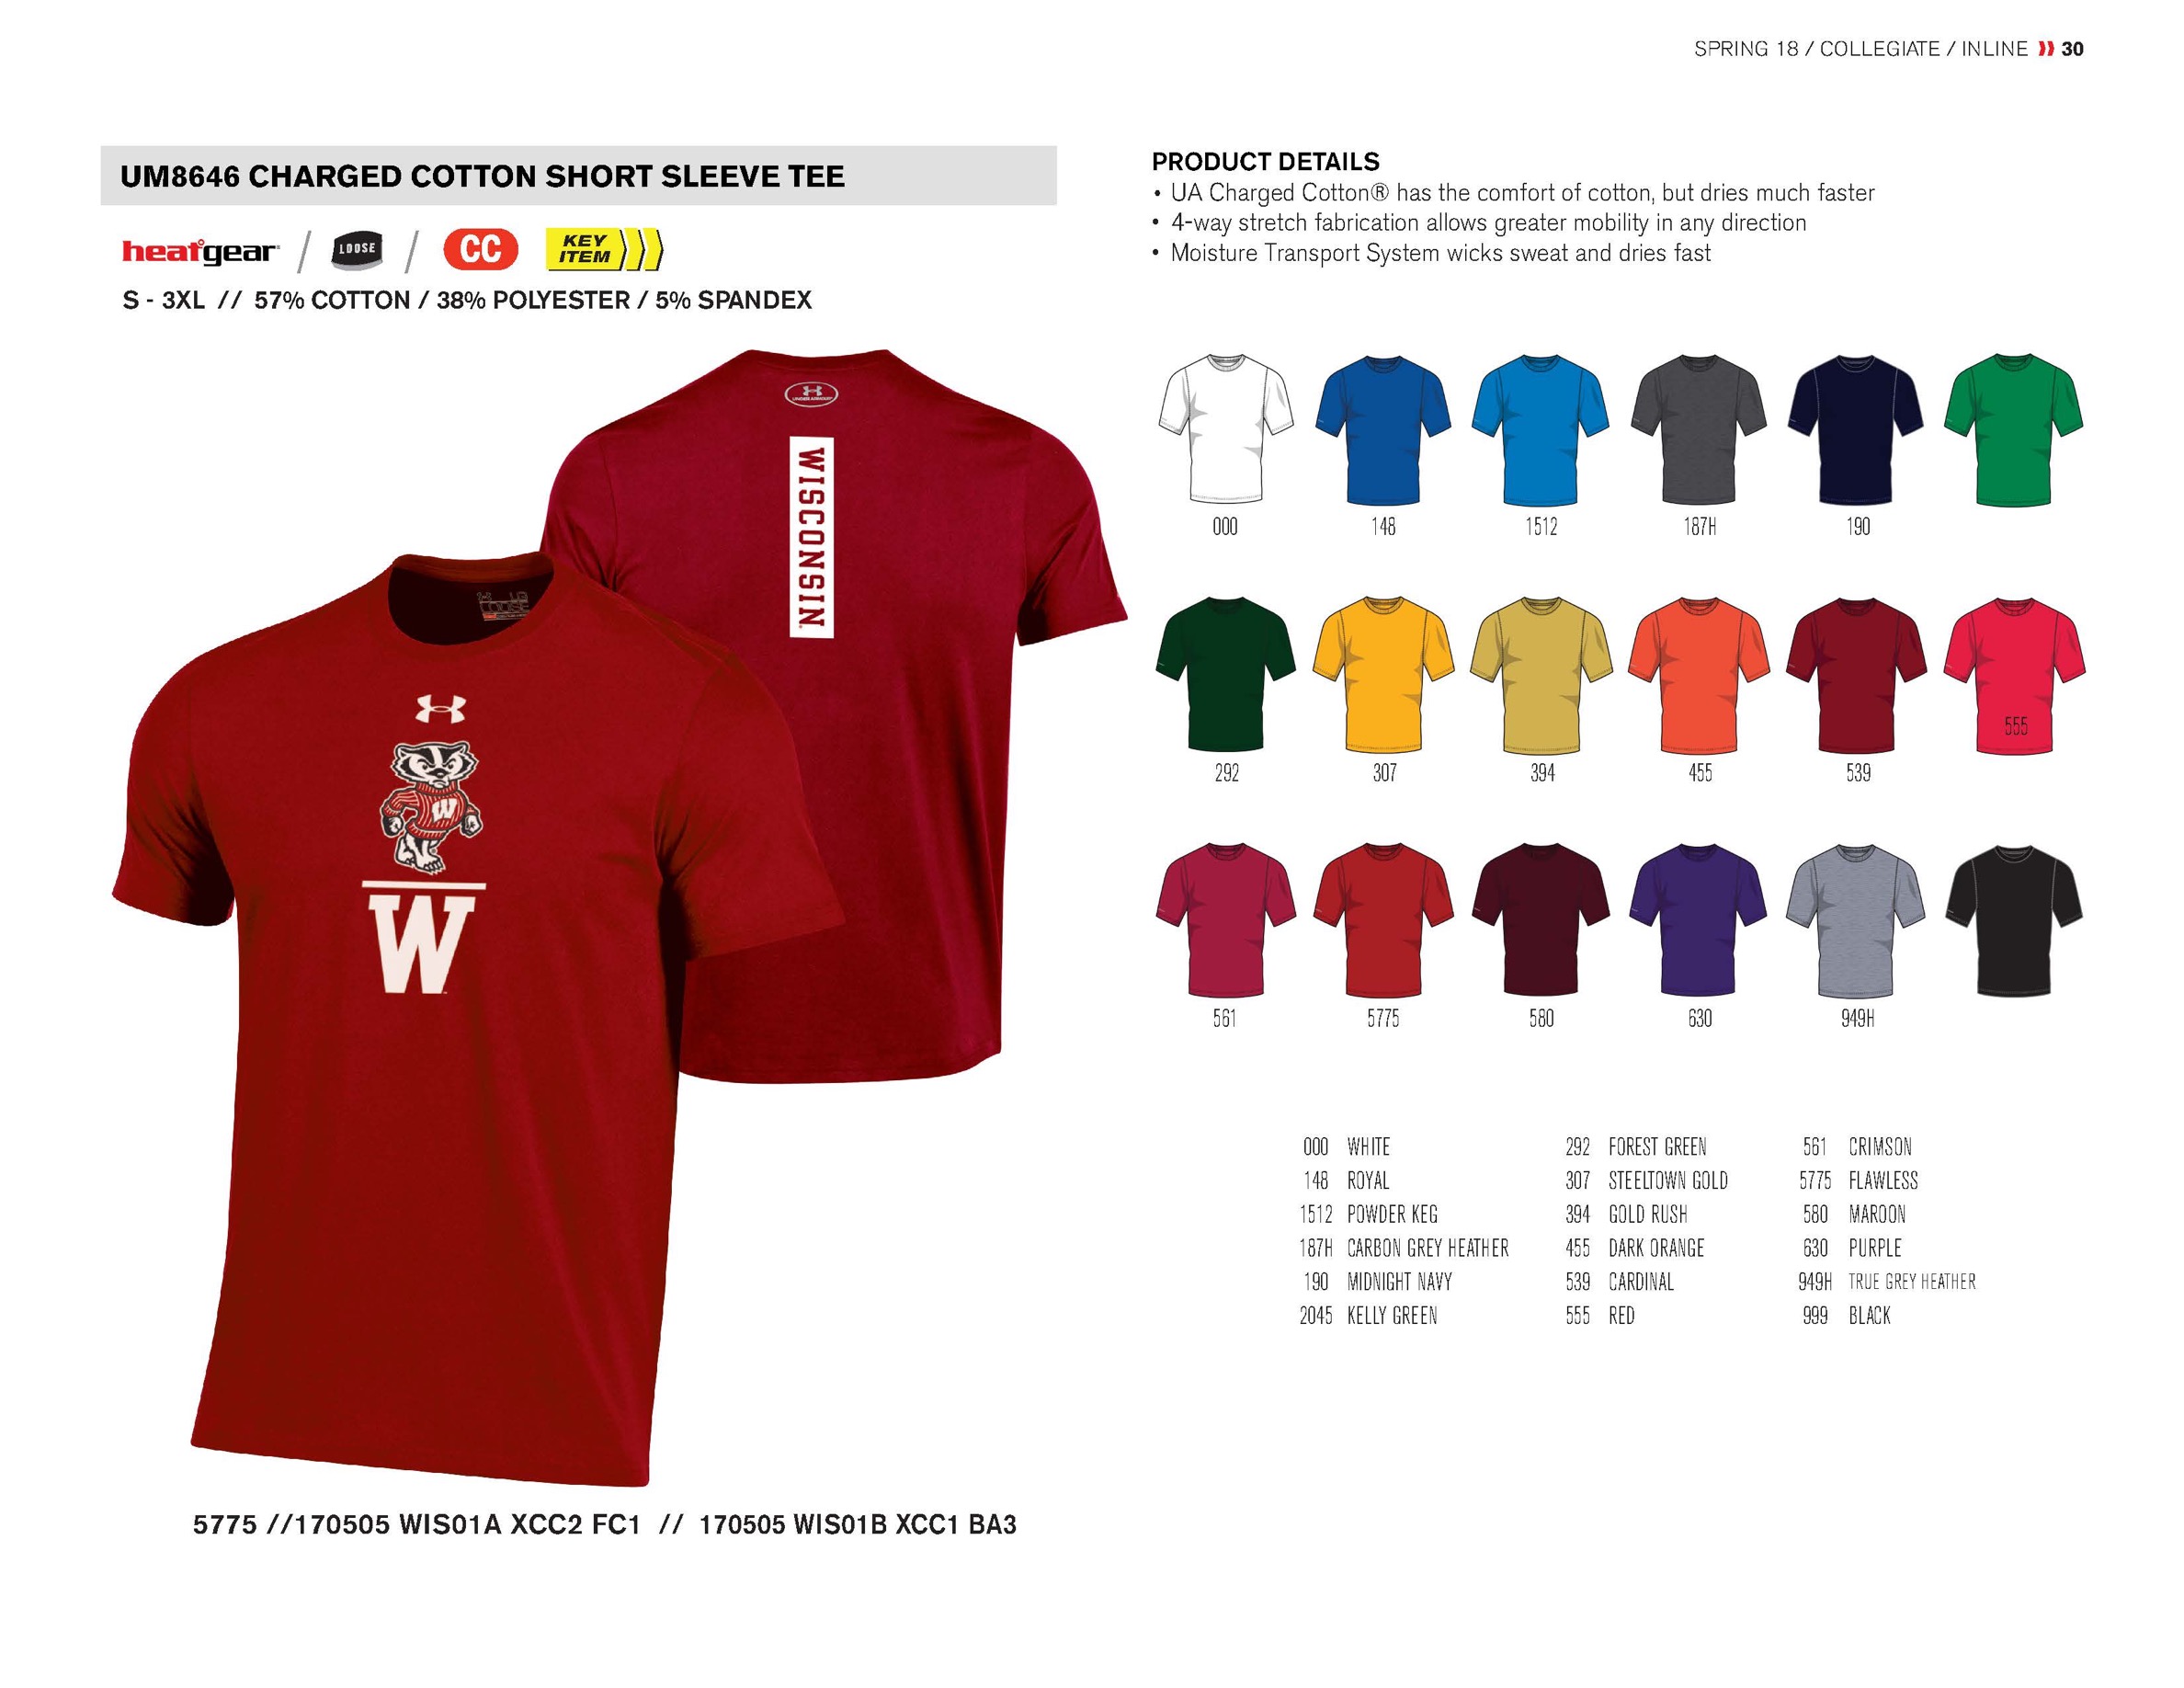 SPRING 18 / COLLEGIATE / INLINE 30
UM8646 CHARGED COTTON SHORT SLEEVE TEE
heatgear / LOOSE / CC KEY ITEM
S - 3XL // 57% COTTON / 38% POLYESTER / 5% SPANDEX
PRODUCT DETAILS
• UA Charged Cotton® has the comfort of cotton, but dries much faster
• 4-way stretch fabrication allows greater mobility in any direction
• Moisture Transport System wicks sweat and dries fast
UNDER ARMOUR
WISCONSIN
LOOSE
W
W
000 148 1512 187H 190
555
292 307 394 455 539
561 5775 580 630 949H
000 WHITE
148 ROYAL
1512 POWDER KEG
187H CARBON GREY HEATHER
190 MIDNIGHT NAVY
2045 KELLY GREEN
292 FOREST GREEN
307 STEELTOWN GOLD
394 GOLD RUSH
455 DARK ORANGE
539 CARDINAL
555 RED
561 CRIMSON
5775 FLAWLESS
580 MAROON
630 PURPLE
949H TRUE GREY HEATHER
999 BLACK
5775 //170505 WIS01A XCC2 FC1 // 170505 WIS01B XCC1 BA3